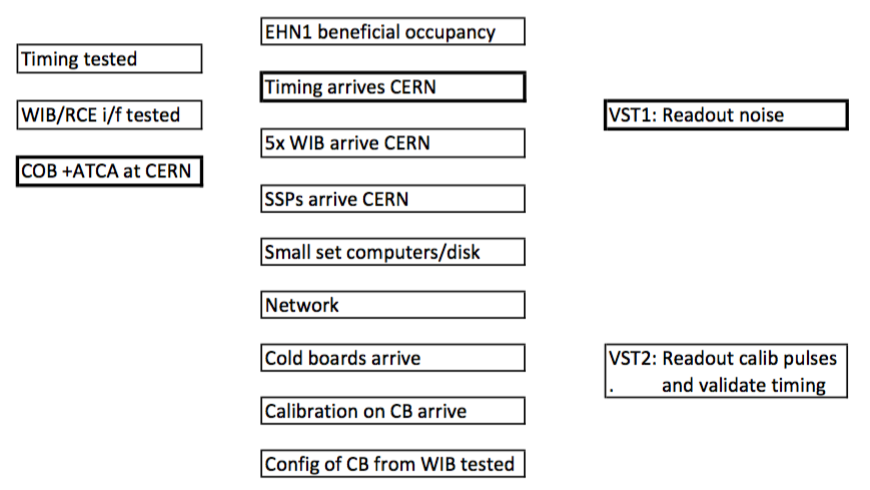 Timing tested
WIB/RCE i/f tested
COB +ATCA at CERN
EHN1 beneficial occupancy
Timing arrives CERN
5x WIB arrive CERN
SSPs arrive CERN
Small set computers/disk
Network
Cold boards arrive
Calibration on CB arrive
Config of CB from WIB tested
VST1: Readout noise
VST2: Readout calib pulses
. and validate timing